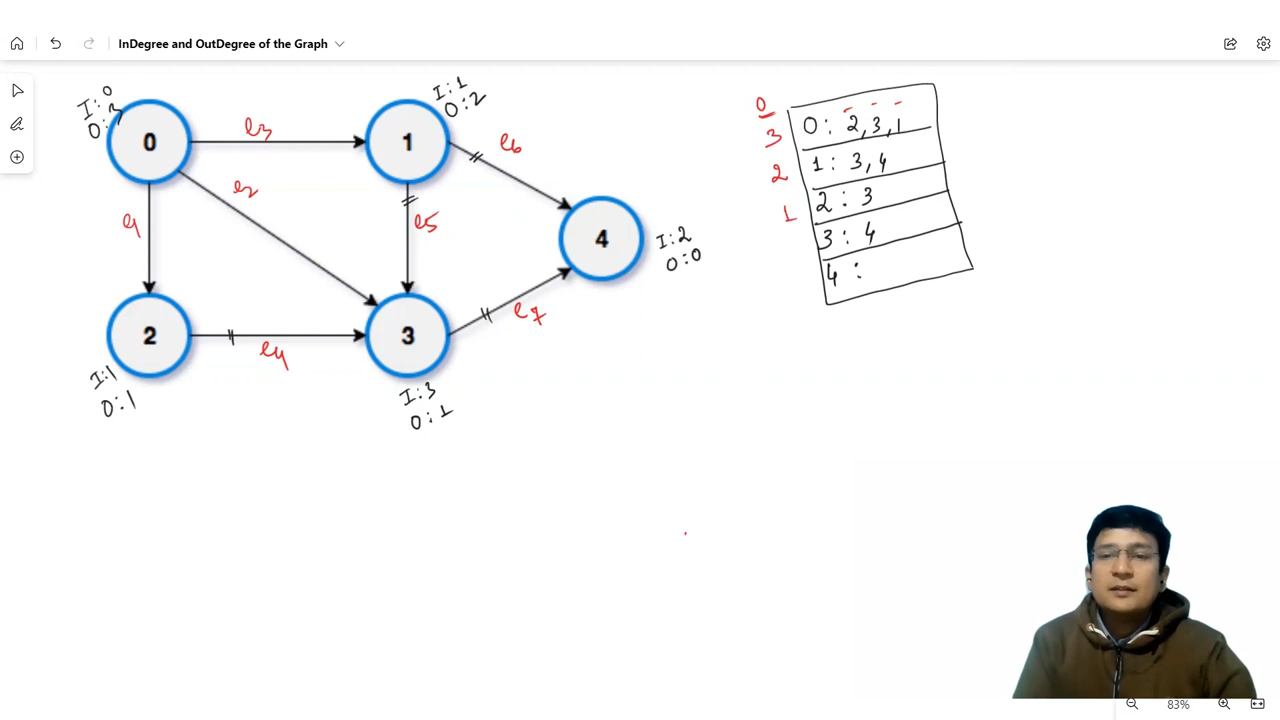 InDegree and OutDegree of the Graph
I:0
O:3
0
e3
I:1
O:2
1
e6
e2
e1
e5
4
I:2
O:0
2
e4
3
e7
I:1
O:1
I:3
O:1
0
3
2
1
0: 2,3,1
1: 3,4
2: 3
3: 4
4:
83%